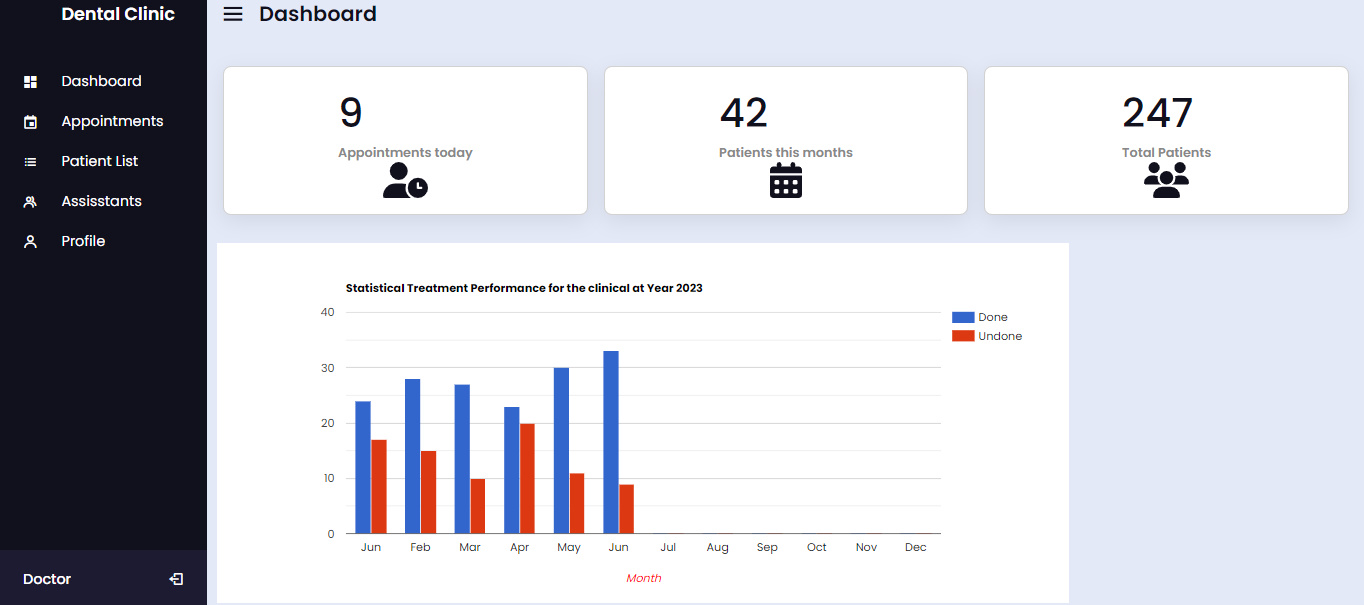 Dental Clinic
Dashboard
Appointments
Patient List
Assisstants
Profile
Doctor
Dashboard
9
Appointments today
42
Patients this months
247
Total Patients
Statistical Treatment Performance for the clinical at Year 2023
40
30
20
10
0
Jun Feb Mar Apr May Jun Jul Aug Sep Oct Nov Dec
Month
Done
Undone